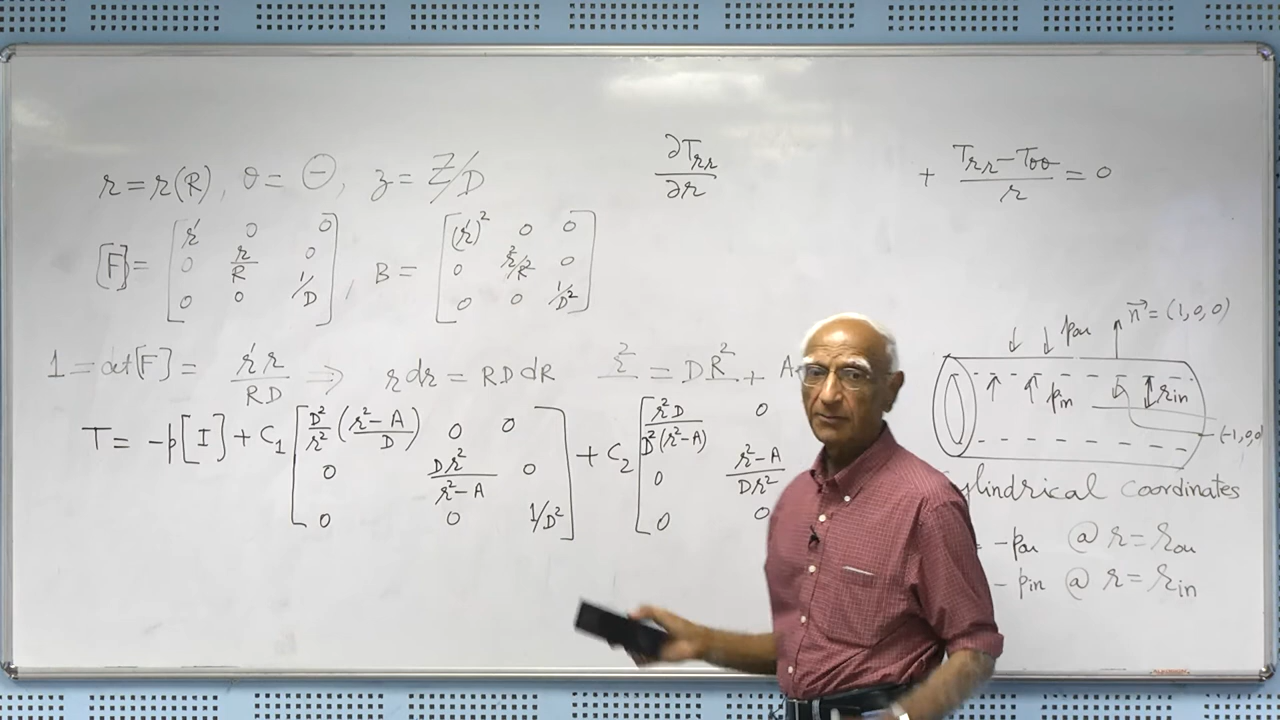 r = r(R), θ = Θ, z = Z/D
∂T_rr/∂r + (T_rr − T_θθ)/r = 0
[F] = [r' 0 0; 0 r/R 0; 0 0 1/D], B = [(r')² 0 0; 0 r²/R² 0; 0 0 1/D²]
1 = det[F] = r'r/RD ⇒ r dr = RD dR r² = DR² + A
T = −p[I] + C₁[D²/r² (r²−A/D) 0 0; 0 Dr²/r²−A 0; 0 0 1/D²] + C₂[r²D/D²(r²−A) 0; 0 r²−A/Dr²; 0 0
n⃗ = (1,0,0)
p_ou
p_in r_in
(−1,0,0)
Cylindrical coordinates
= −p_ou @ r = r_ou
− p_in @ r = r_in